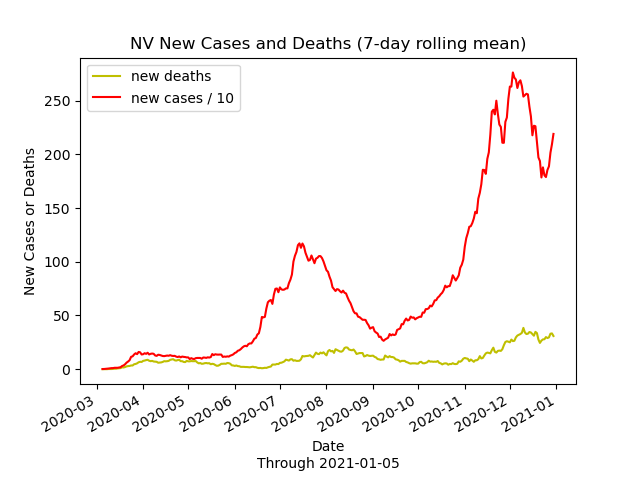 NV New Cases and Deaths (7-day rolling mean)
new deaths
new cases / 10
New Cases or Deaths
250
200
150
100
50
0
2020-03
2020-04
2020-05
2020-06
2020-07
2020-08
2020-09
2020-10
2020-11
2020-12
2021-01
Date
Through 2021-01-05